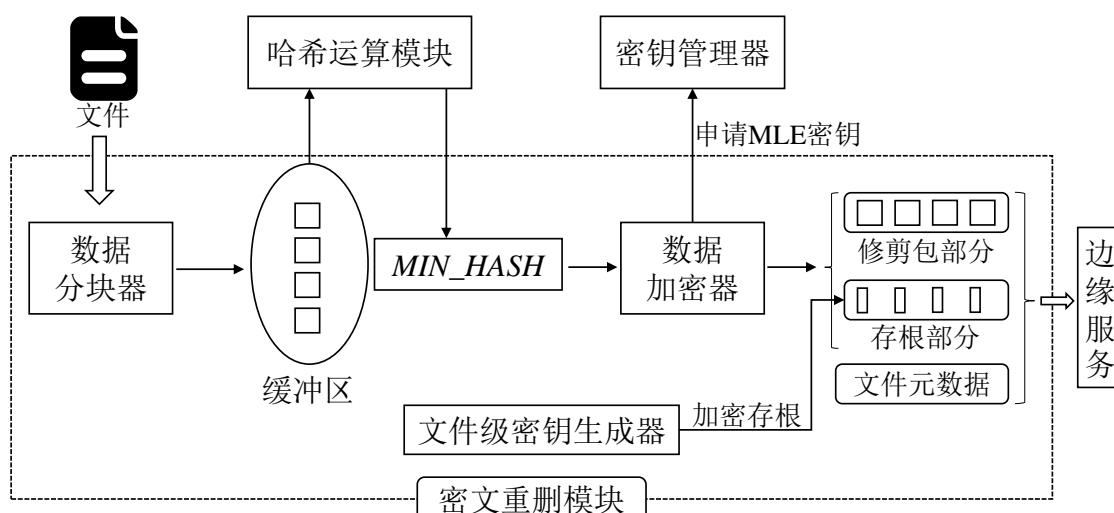 文件
哈希运算模块
密钥管理器
申请MLE密钥
数据
分块器
缓冲区
MIN_HASH
数据
加密器
修剪包部分
存根部分
文件元数据
边
缘
服
务
文件级密钥生成器
加密存根
密文重删模块